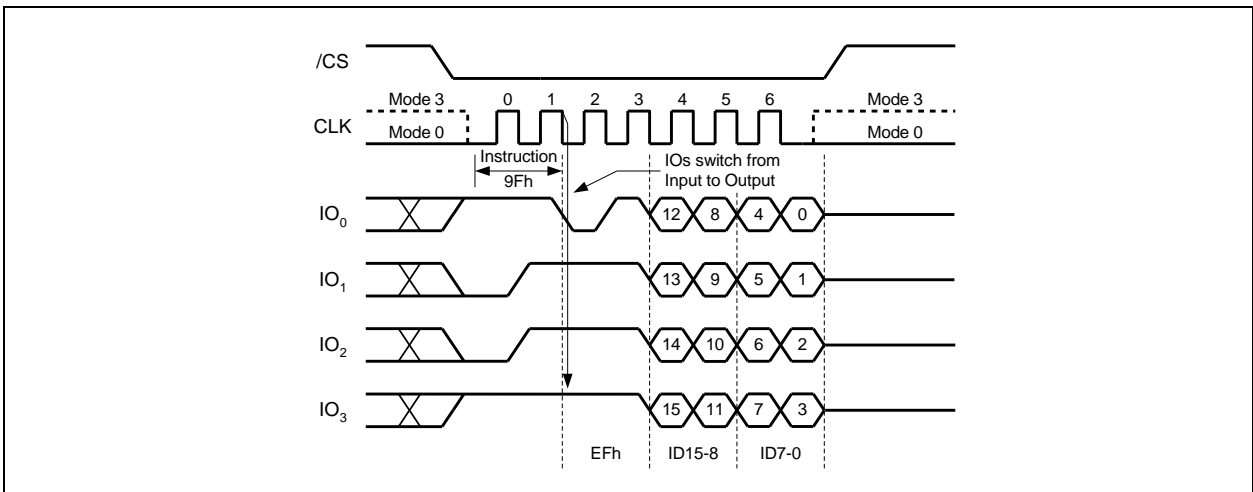 /CS
Mode 3 0 1 2 3 4 5 6 Mode 3
CLK Mode 0 Mode 0
Instruction
9Fh
IOs switch from
Input to Output
IO0 12 8 4 0
IO1 13 9 5 1
IO2 14 10 6 2
IO3 15 11 7 3
EFh ID15-8 ID7-0